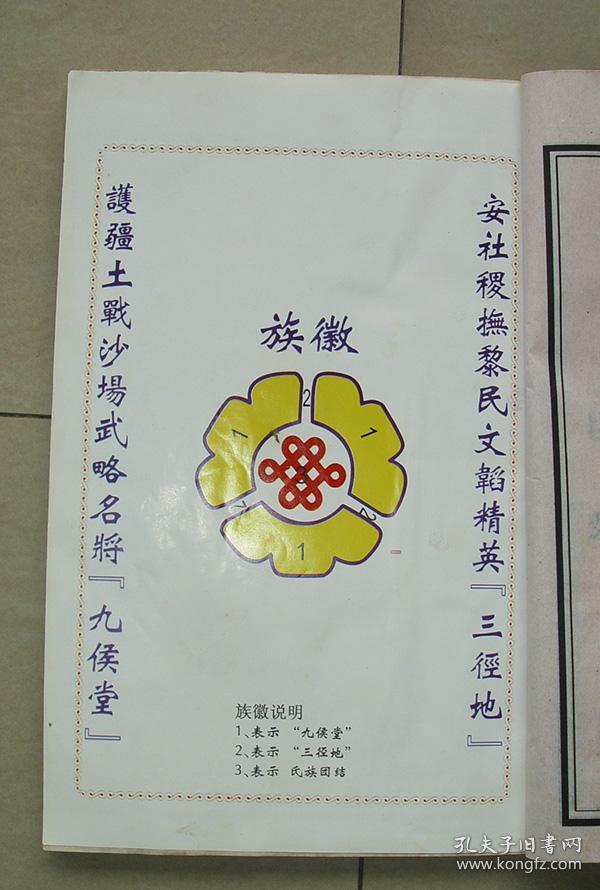 安社稷撫黎民文韜精英『三徑地』
護疆土戰沙場武略名將『九侯堂』
族徽
2
1
1
3
2
2
1
族徽说明
1、表示 “九侯堂”
2、表示 “三径地”
3、表示 氏族团结
孔夫子旧书网
www.kongfz.com